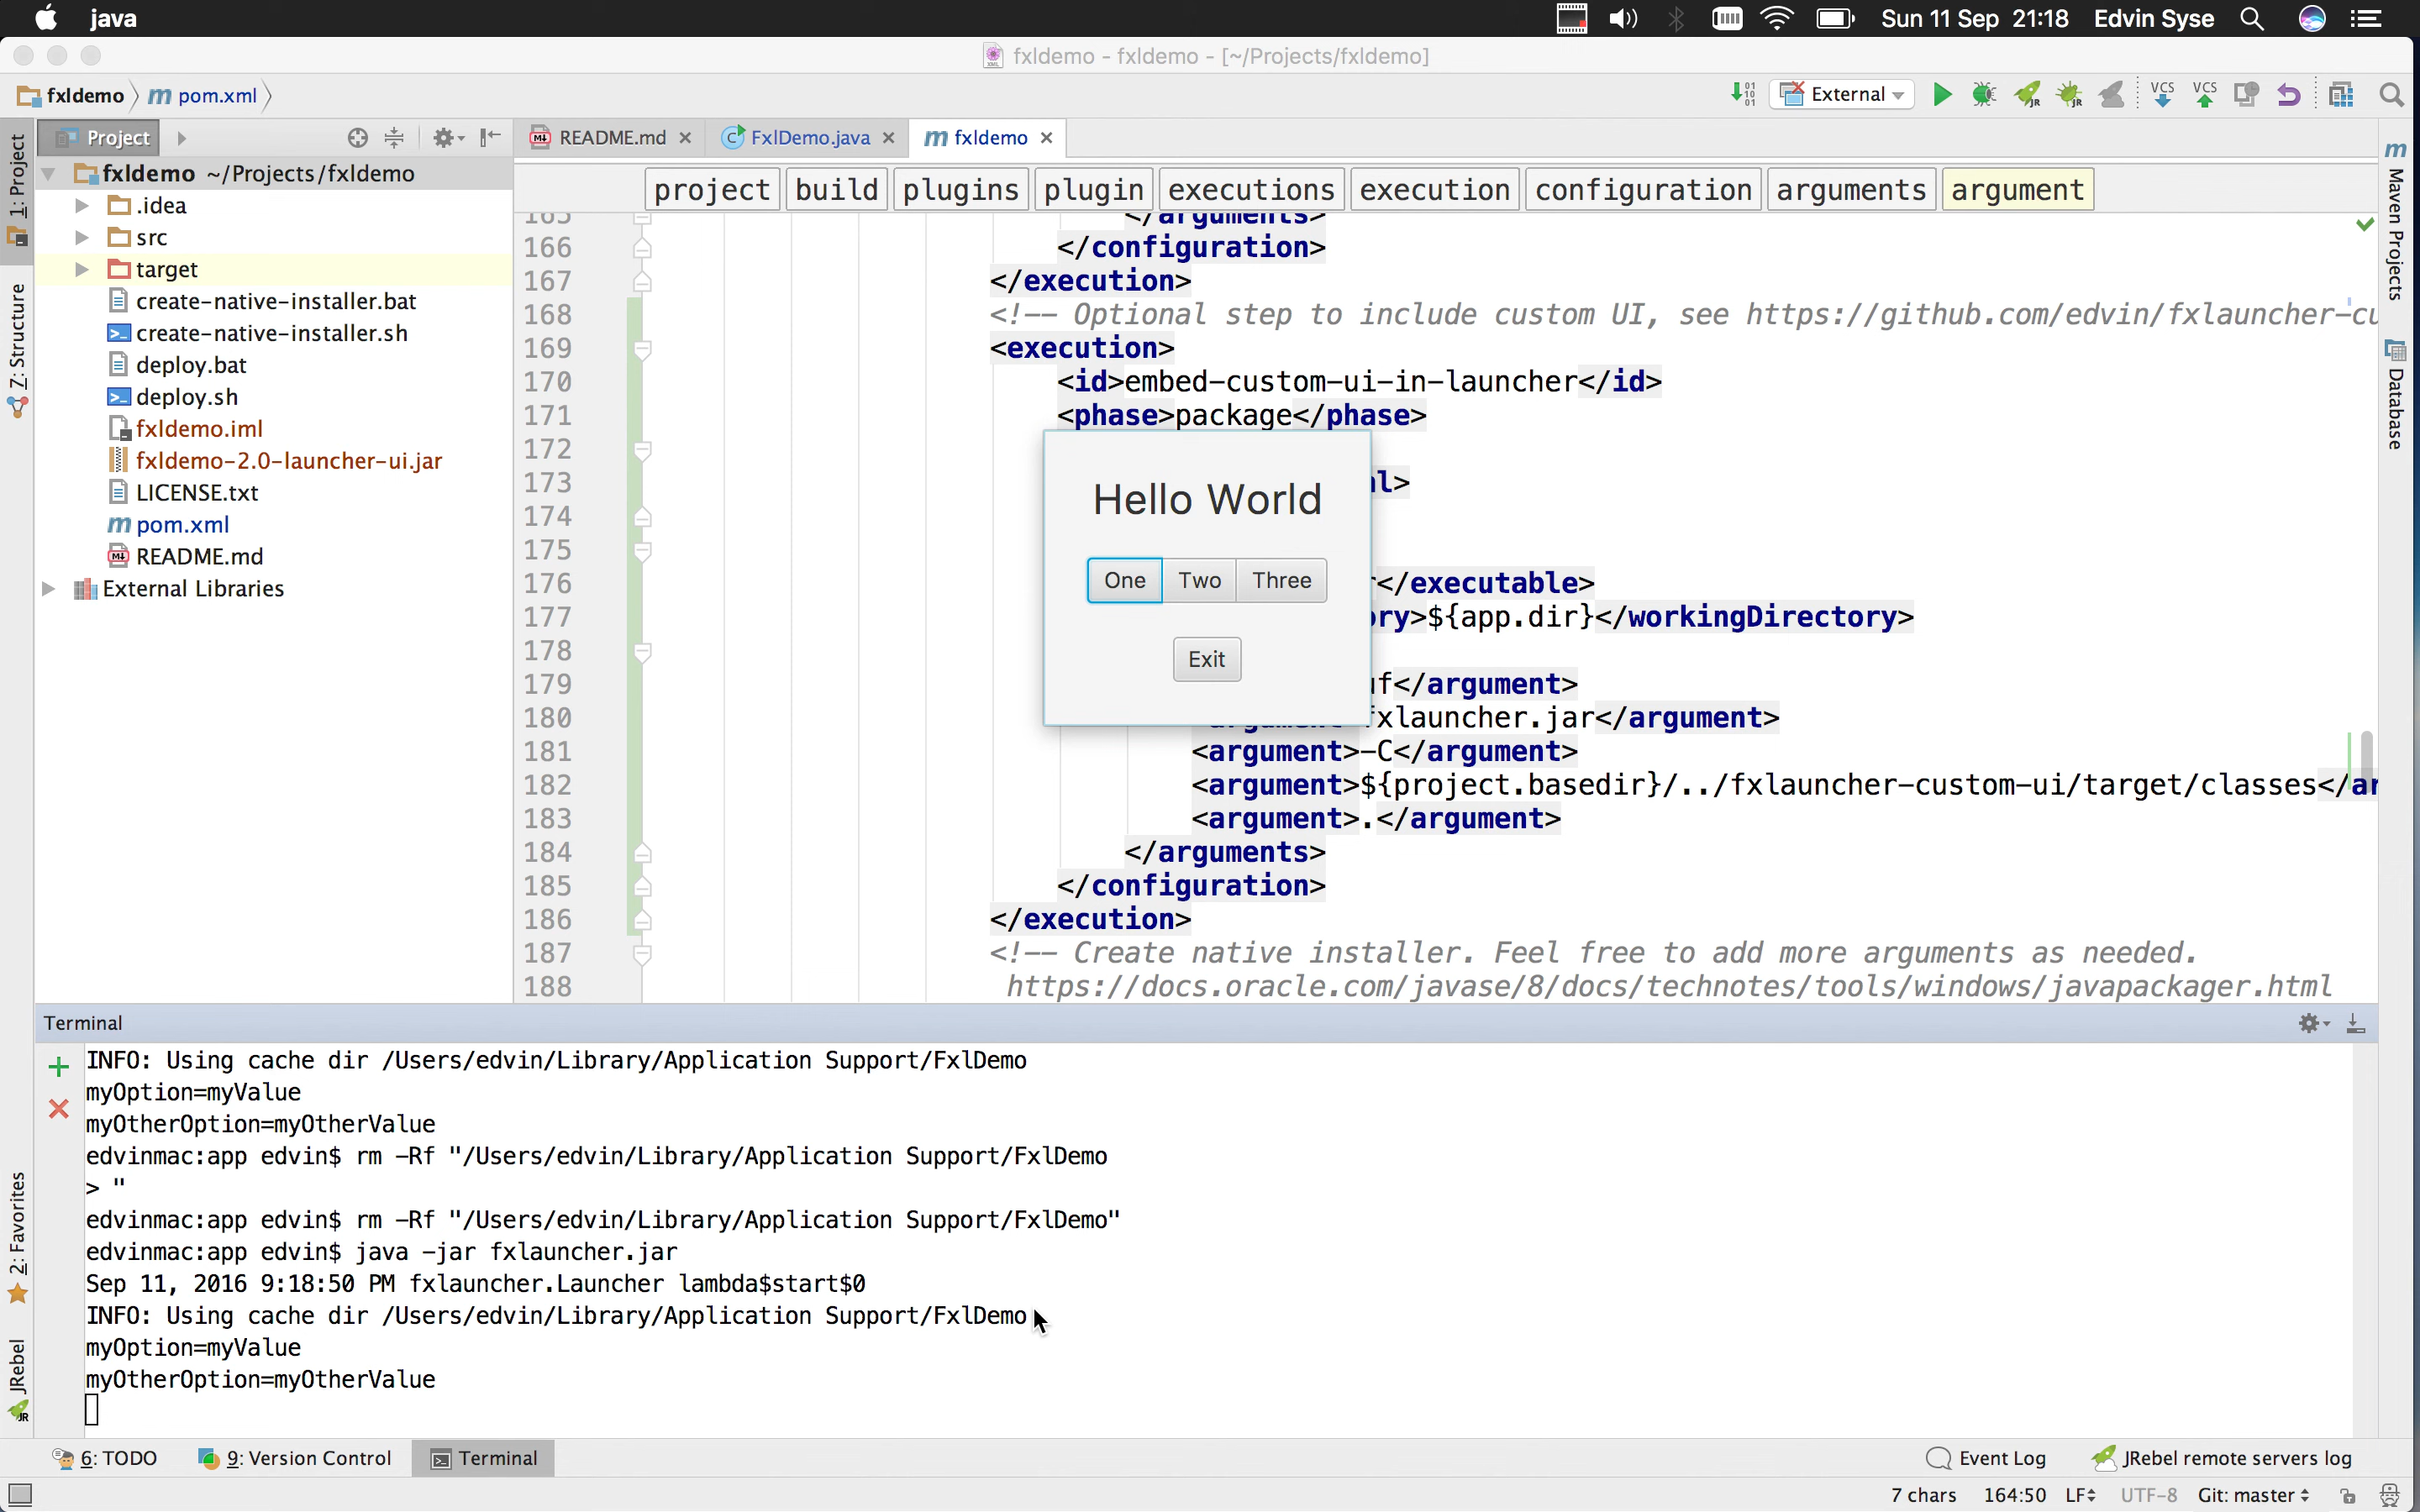 java
Sun 11 Sep 21:18 Edvin Syse
fxldemo - fxldemo - [~/Projects/fxldemo]
fxldemo
pom.xml
External
VCS VCS
Project
README.md
FxlDemo.java
fxldemo
fxldemo ~/Projects/fxldemo
.idea
src
target
create-native-installer.bat
create-native-installer.sh
deploy.bat
deploy.sh
fxldemo.iml
fxldemo-2.0-launcher-ui.jar
LICENSE.txt
pom.xml
README.md
External Libraries
1: Project
7: Structure
2: Favorites
JRebel
project build plugins plugin executions execution configuration arguments argument
165 </arguments>
166 </configuration>
167 </execution>
168 <!-- Optional step to include custom UI, see https://github.com/edvin/fxlauncher-cu
169 <execution>
170 <id>embed-custom-ui-in-launcher</id>
171 <phase>package</phase>
172
173 l>
174
175
176 r</executable>
177 ry>${app.dir}</workingDirectory>
178
179 uf</argument>
180 fxlauncher.jar</argument>
181 <argument>-C</argument>
182 <argument>${project.basedir}/../fxlauncher-custom-ui/target/classes</ar
183 <argument>.</argument>
184 </arguments>
185 </configuration>
186 </execution>
187 <!-- Create native installer. Feel free to add more arguments as needed.
188 https://docs.oracle.com/javase/8/docs/technotes/tools/windows/javapackager.html
Hello World
One Two Three
Exit
Maven Projects
Database
Terminal
INFO: Using cache dir /Users/edvin/Library/Application Support/FxlDemo
myOption=myValue
myOtherOption=myOtherValue
edvinmac:app edvin$ rm -Rf "/Users/edvin/Library/Application Support/FxlDemo
> "
edvinmac:app edvin$ rm -Rf "/Users/edvin/Library/Application Support/FxlDemo"
edvinmac:app edvin$ java -jar fxlauncher.jar
Sep 11, 2016 9:18:50 PM fxlauncher.Launcher lambda$start$0
INFO: Using cache dir /Users/edvin/Library/Application Support/FxlDemo
myOption=myValue
myOtherOption=myOtherValue
6: TODO
9: Version Control
Terminal
Event Log
JRebel remote servers log
7 chars 164:50 LF UTF-8 Git: master